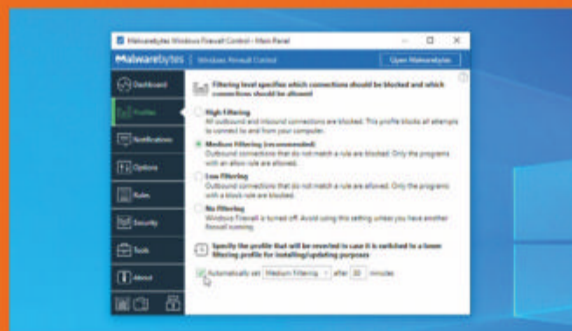 Malwarebytes Windows Firewall Control - Main Panel
Malwarebytes | Windows Firewall Control
Open Malwarebytes
Dashboard
Profiles
Notifications
Options
Rules
Security
Tools
About
Filtering level specifies which connections should be blocked and which
connections should be allowed
High Filtering
All outbound and inbound connections are blocked. This profile blocks all attempts
to connect to and from your computer.
Medium Filtering (recommended)
Outbound connections that do not match a rule are blocked. Only the programs
with an allow rule are allowed.
Low Filtering
Outbound connections that do not match a rule are allowed. Only the programs
with a block rule are blocked.
No Filtering
Windows Firewall is turned off. Avoid using this setting unless you have another
firewall running.
Specify the profile that will be reverted in case it is switched to a lower
filtering profile for installing/updating purposes
Automatically set Medium Filtering after minutes